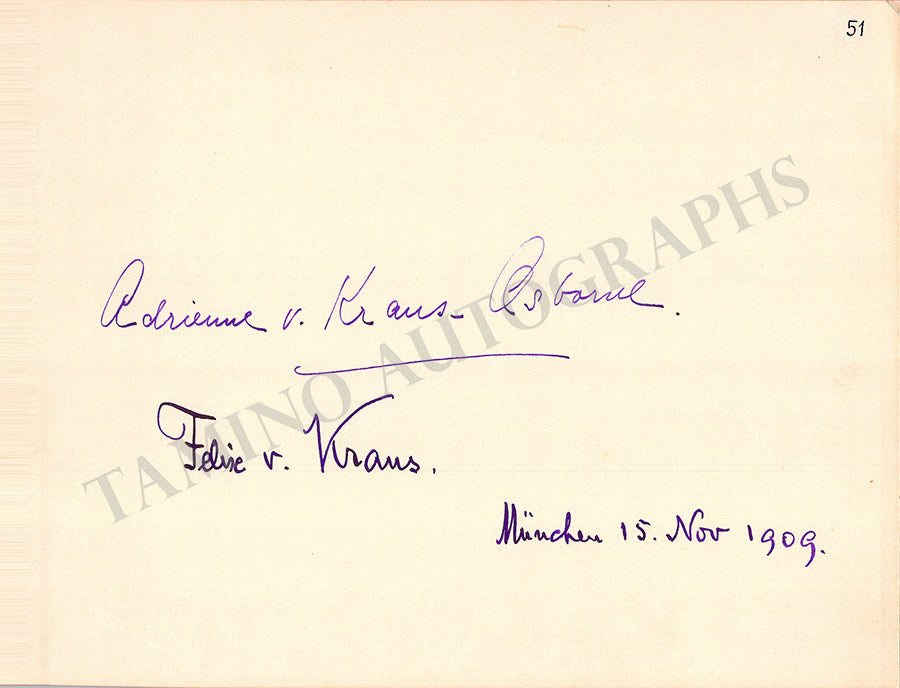 51
Adrienne v. Kraus-Osborne.
Felix v. Kraus.
München 15. Nov 1909.
TAMINO AUTOGRAPHS